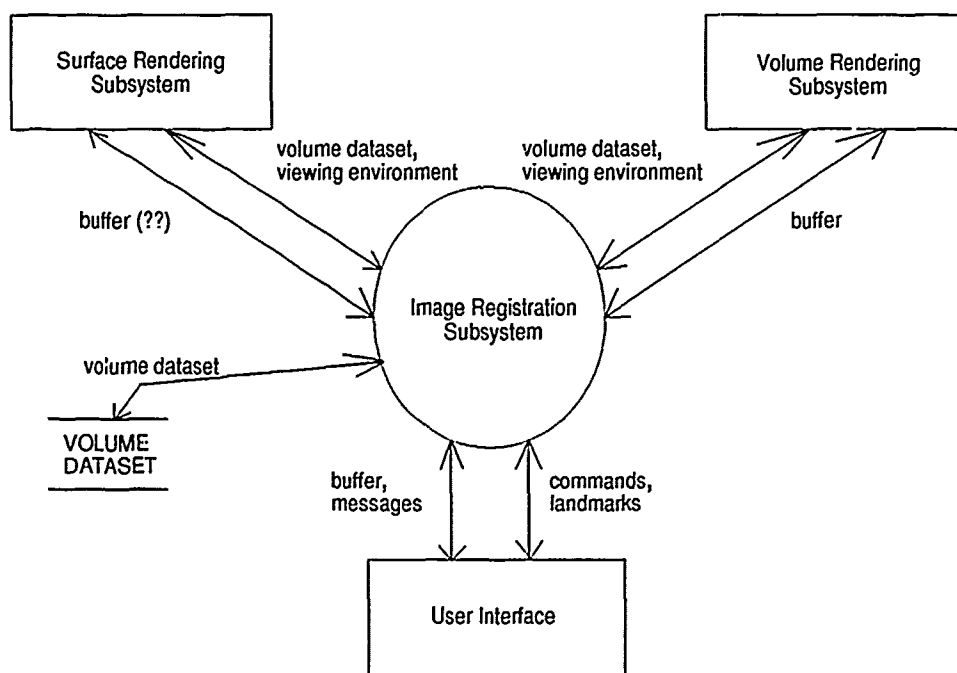 Surface Rendering
Subsystem
Volume Rendering
Subsystem
volume dataset,
viewing environment
volume dataset,
viewing environment
buffer (??)
buffer
Image Registration
Subsystem
volume dataset
VOLUME
DATASET
buffer,
messages
commands,
landmarks
User Interface